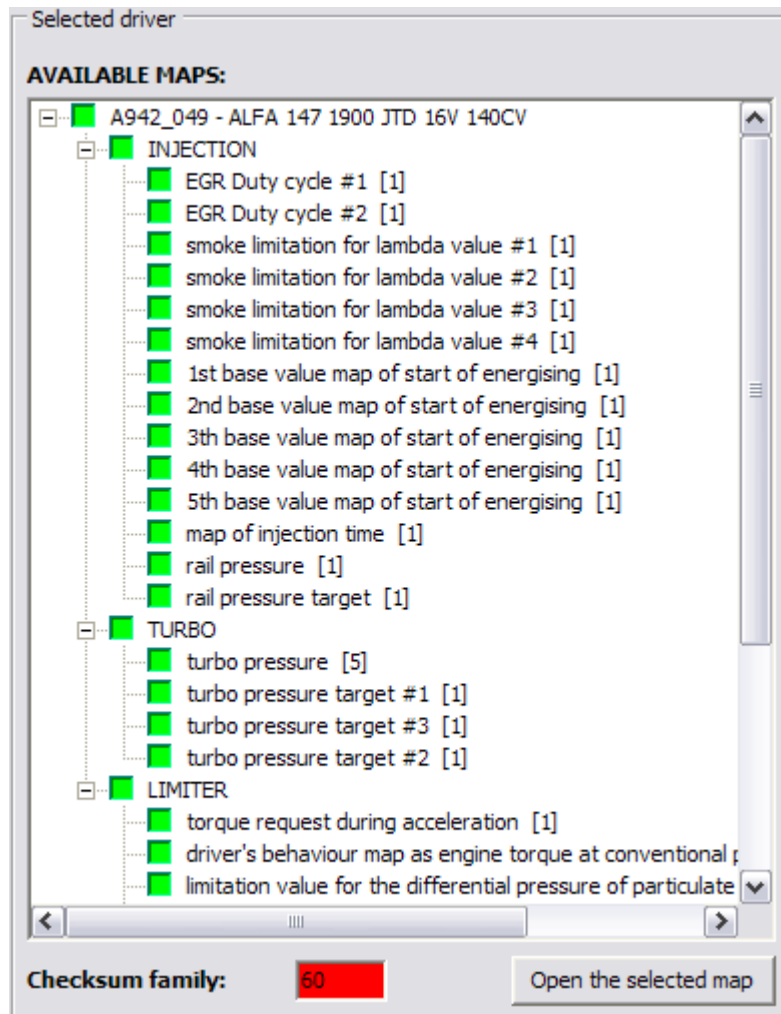 Selected driver
AVAILABLE MAPS:
A942_049 - ALFA 147 1900 JTD 16V 140CV
INJECTION
EGR Duty cycle #1 [1]
EGR Duty cycle #2 [1]
smoke limitation for lambda value #1 [1]
smoke limitation for lambda value #2 [1]
smoke limitation for lambda value #3 [1]
smoke limitation for lambda value #4 [1]
1st base value map of start of energising [1]
2nd base value map of start of energising [1]
3th base value map of start of energising [1]
4th base value map of start of energising [1]
5th base value map of start of energising [1]
map of injection time [1]
rail pressure [1]
rail pressure target [1]
TURBO
turbo pressure [5]
turbo pressure target #1 [1]
turbo pressure target #3 [1]
turbo pressure target #2 [1]
LIMITER
torque request during acceleration [1]
driver's behaviour map as engine torque at conventional
limitation value for the differential pressure of particulate
Checksum family: 60 Open the selected map